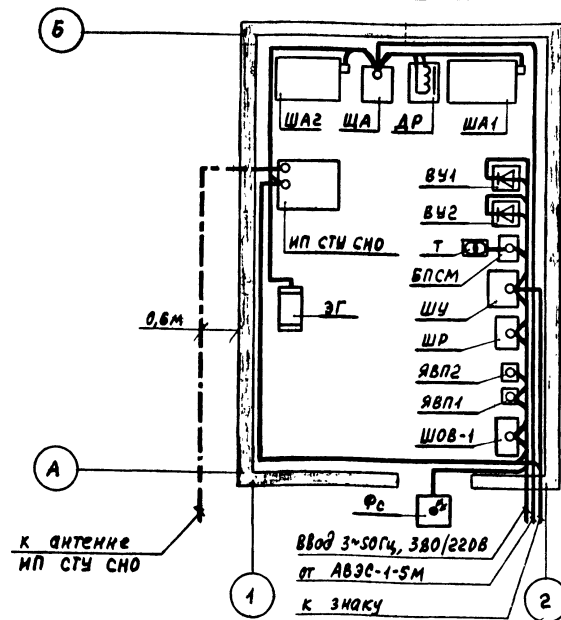 Б
ША2
ЩА
ДР
ША1
ВУ1
ВУ2
ИП СТУ СНО
Т
БПСМ
ШУ
ЭГ
0,6м
ШР
ЯВП2
ЯВП1
ШОВ-1
А
Фс
к антенне
ИП СТУ СНО
Ввод 3~50Гц, 380/220В
от АВЭС-1-5М
к знаку
1
2